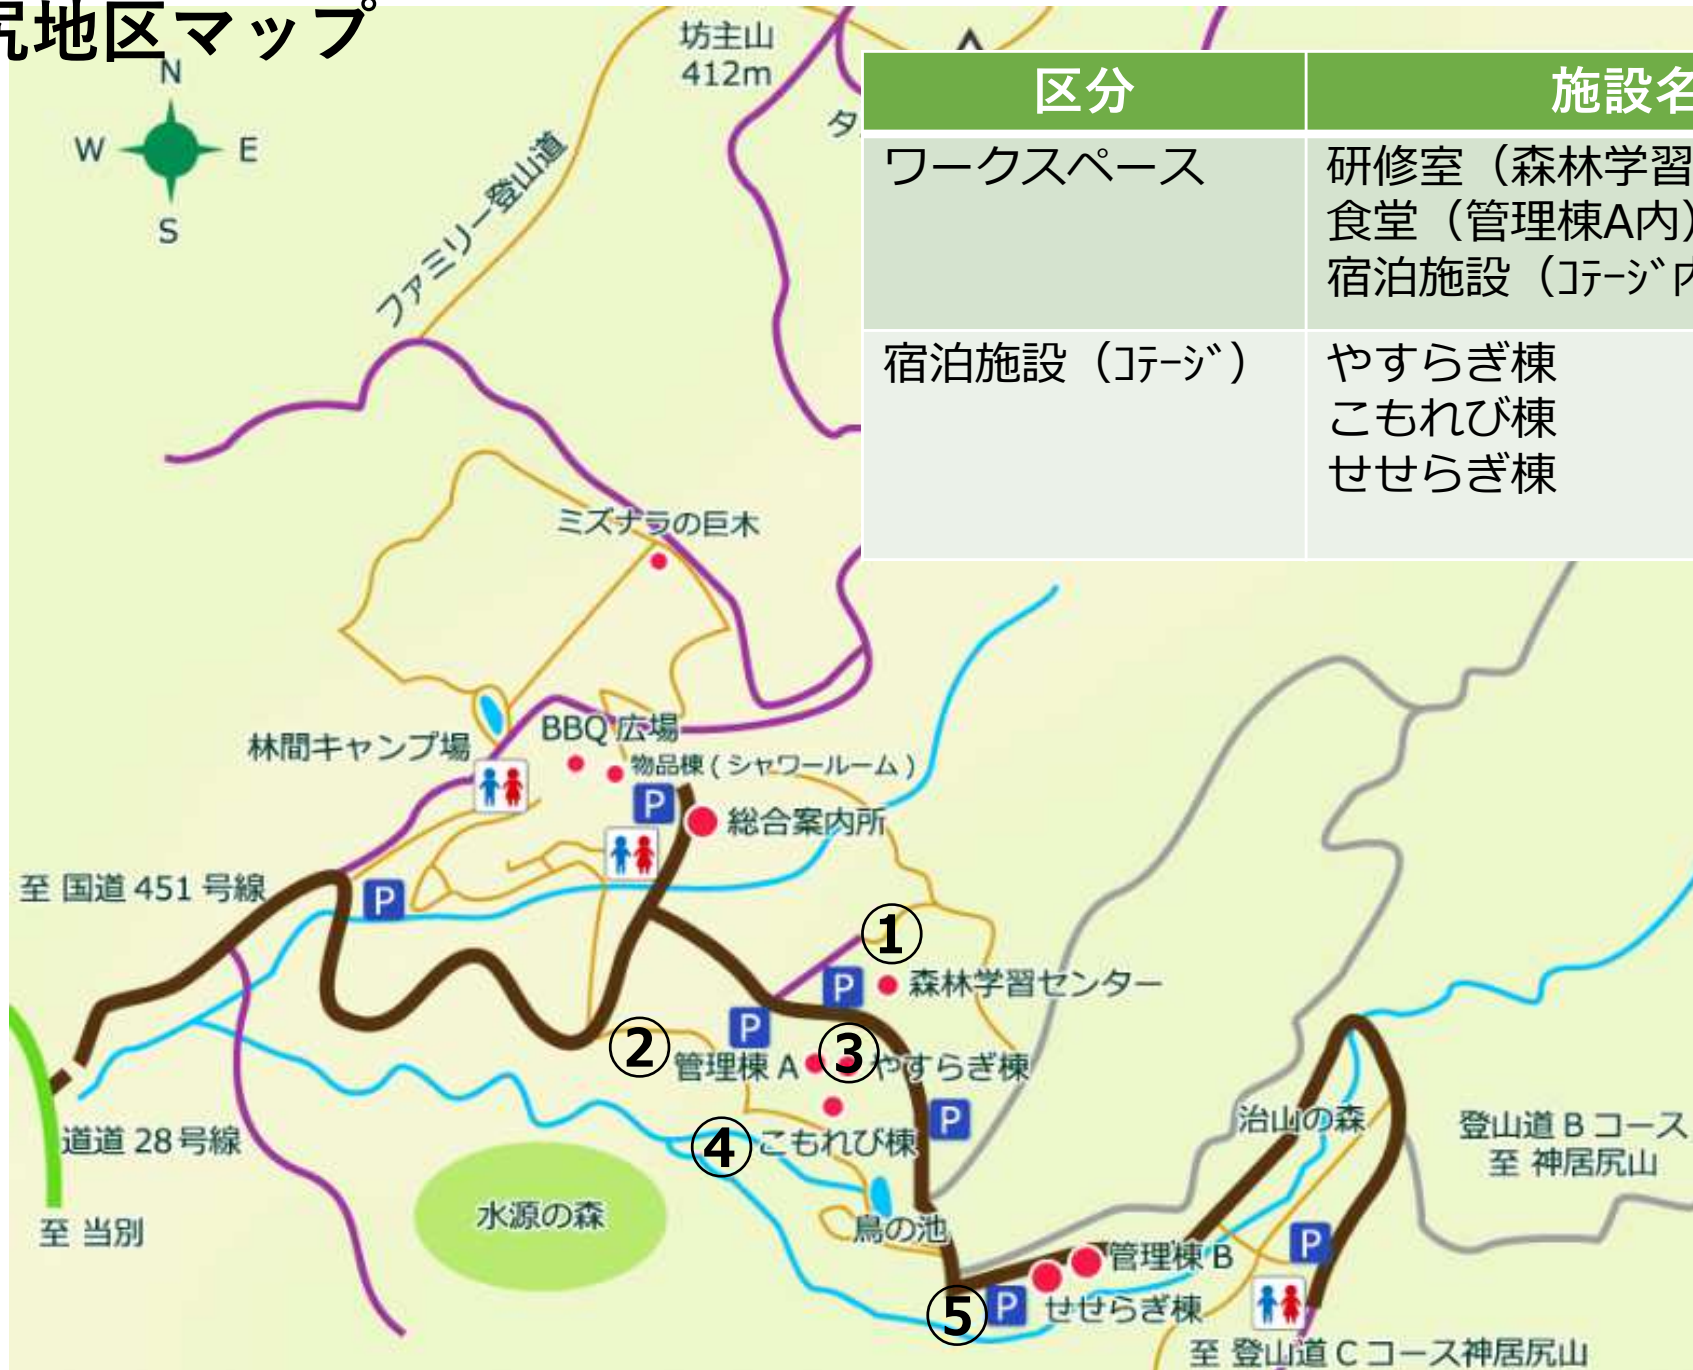 尻地区マップ
N
W
E
S
坊主山
412m
区分
施設名
ワークスペース
研修室（森林学習
食堂（管理棟A内）
宿泊施設（ｺﾃｰｼﾞ内
宿泊施設（ｺﾃｰｼﾞ）
やすらぎ棟
こもれび棟
せせらぎ棟
タ
ファミリー登山道
ミズナラの巨木
林間キャンプ場
BBQ 広場
物品棟 ( シャワールーム )
P
総合案内所
至 国道 451 号線
P
①
P
森林学習センター
P
②
管理棟 A
③
やすらぎ棟
P
道道 28 号線
④
こもれび棟
治山の森
登山道 B コース
至 神居尻山
至 当別
水源の森
鳥の池
P
管理棟 B
⑤
P
せせらぎ棟
至 登山道 C コース神居尻山